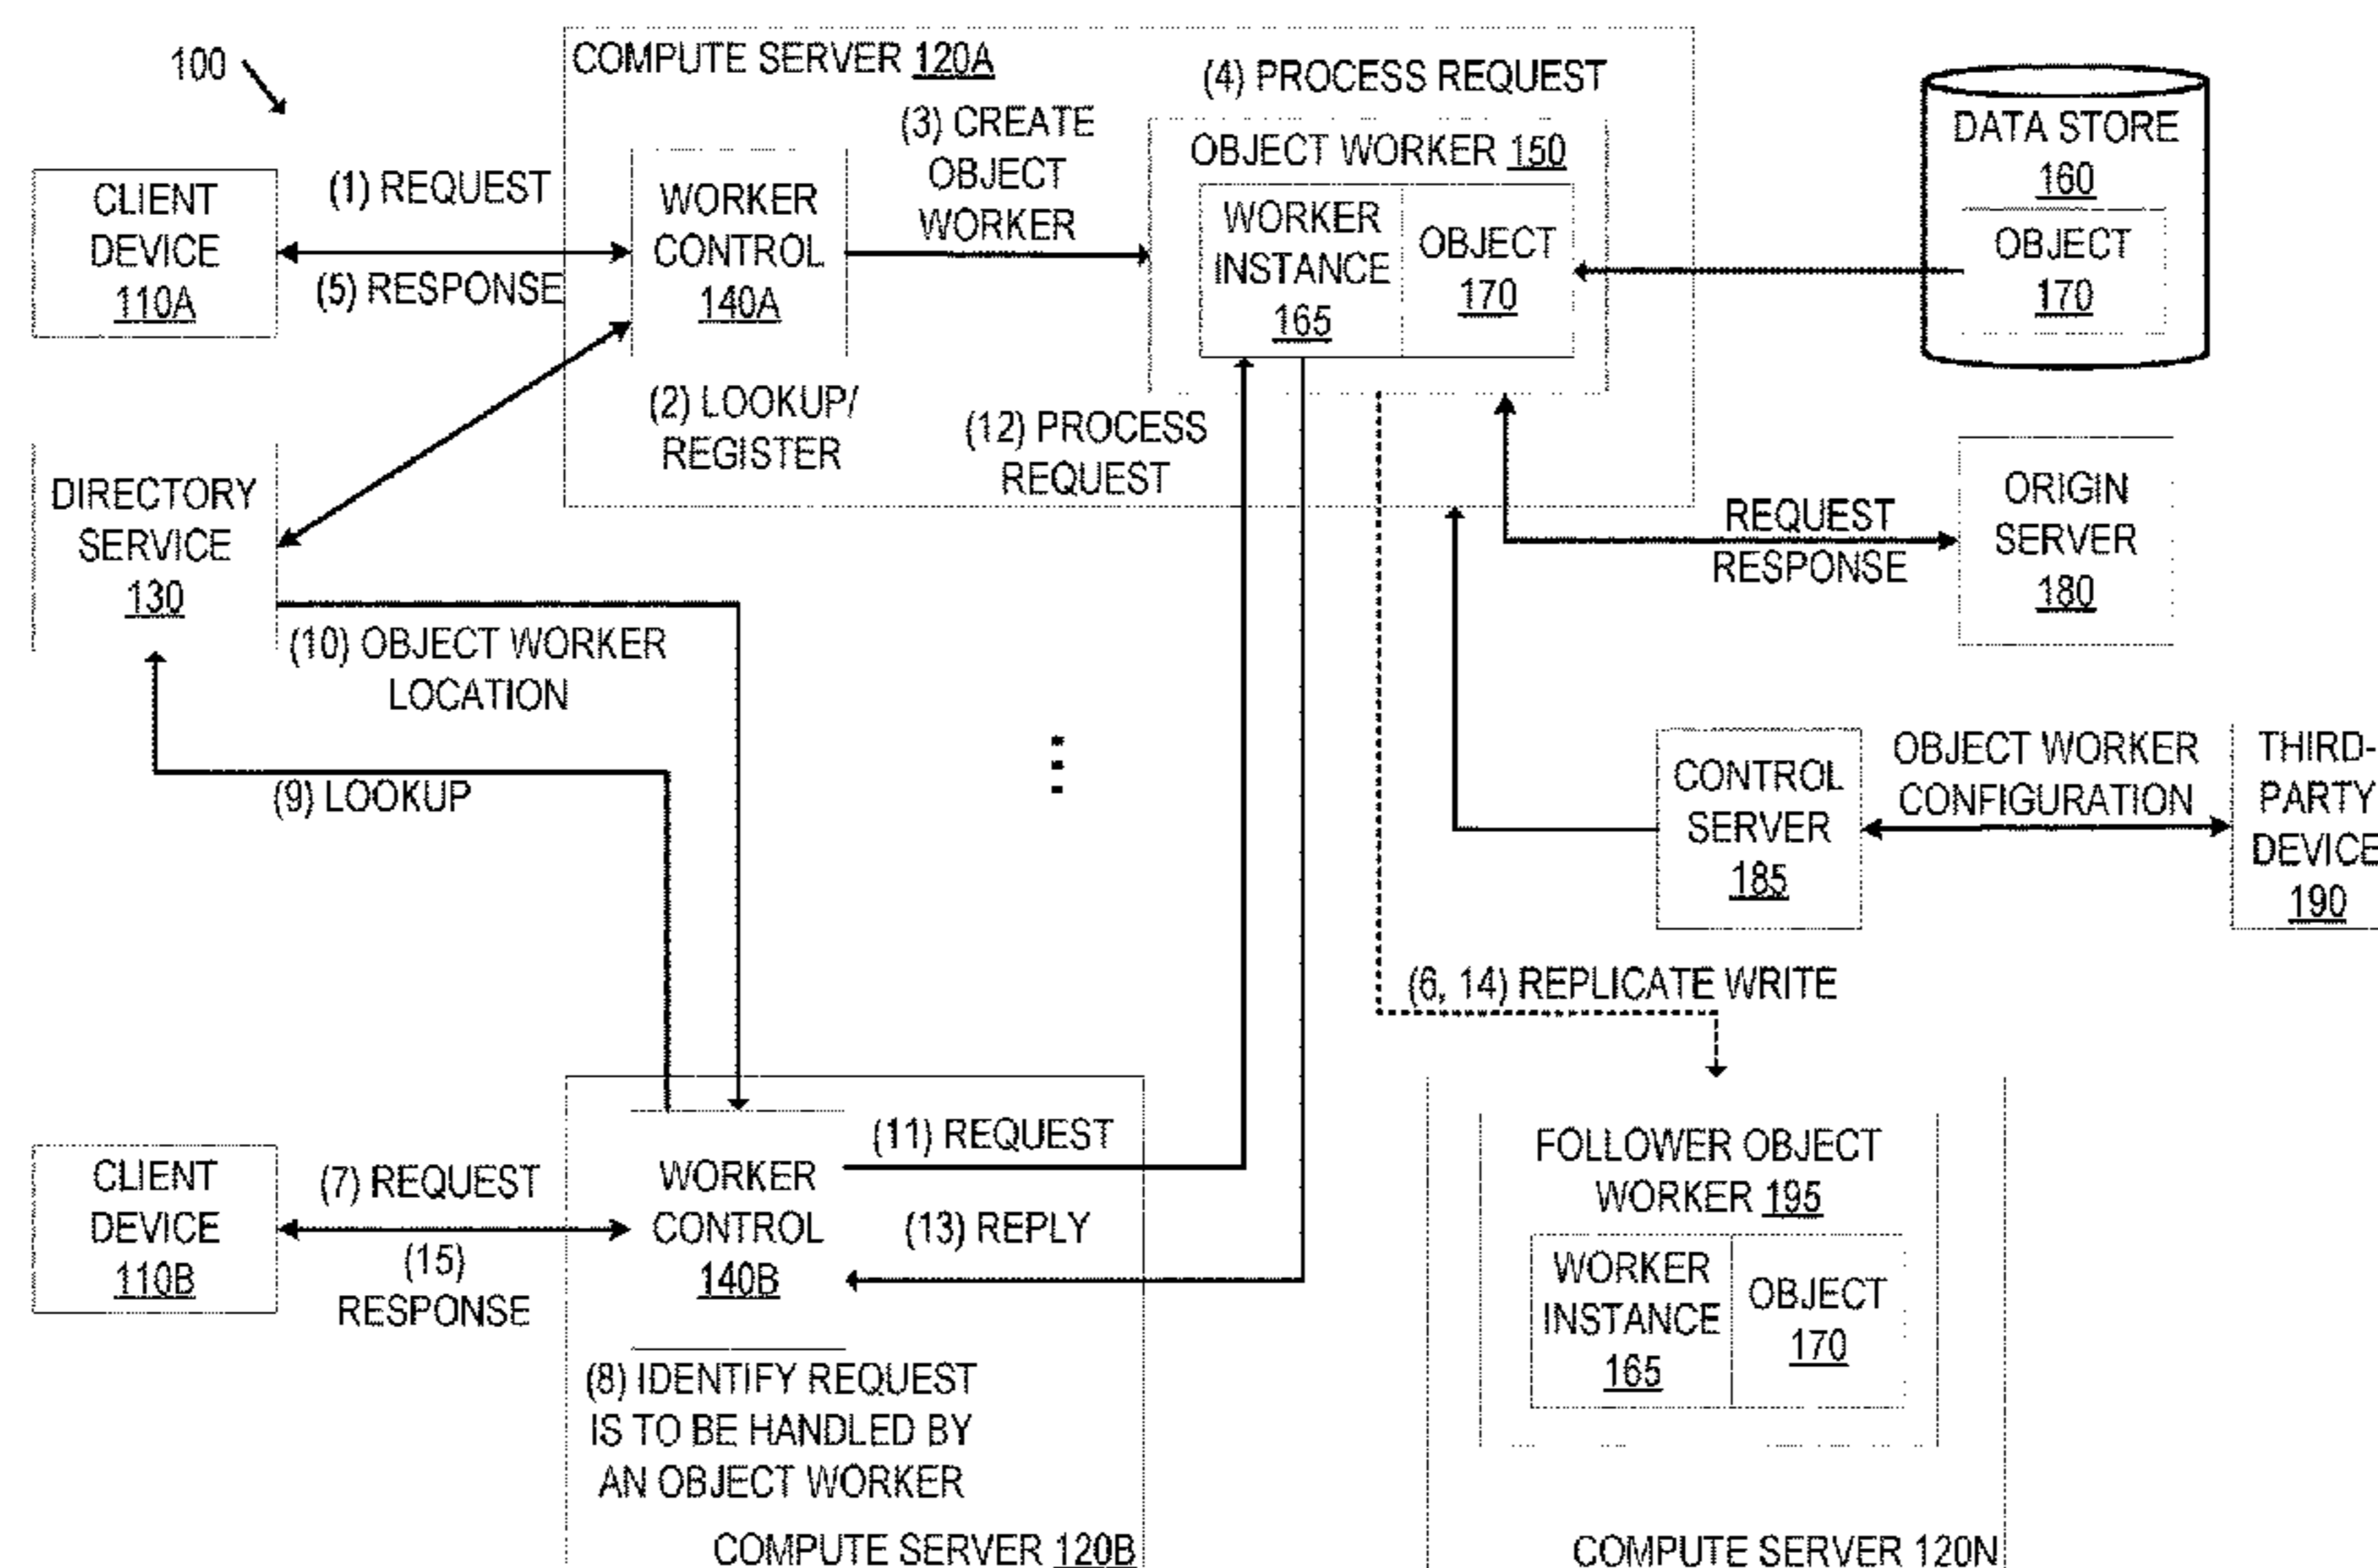 100
COMPUTE SERVER 120A
(4) PROCESS REQUEST
(3) CREATE
OBJECT
WORKER
OBJECT WORKER 150
DATA STORE
160
OBJECT
170
CLIENT
DEVICE
110A
(1) REQUEST
(5) RESPONSE
WORKER
CONTROL
140A
WORKER
INSTANCE
165
OBJECT
170
(2) LOOKUP/
REGISTER
(12) PROCESS
REQUEST
DIRECTORY
SERVICE
130
REQUEST
RESPONSE
ORIGIN
SERVER
180
(10) OBJECT WORKER
LOCATION
(9) LOOKUP
CONTROL
SERVER
185
OBJECT WORKER
CONFIGURATION
THIRD-
PARTY
DEVICE
190
(6, 14) REPLICATE WRITE
CLIENT
DEVICE
110B
(7) REQUEST
(15)
RESPONSE
WORKER
CONTROL
140B
(11) REQUEST
(13) REPLY
(8) IDENTIFY REQUEST
IS TO BE HANDLED BY
AN OBJECT WORKER
COMPUTE SERVER 120B
FOLLOWER OBJECT
WORKER 195
WORKER
INSTANCE
165
OBJECT
170
COMPUTE SERVER 120N